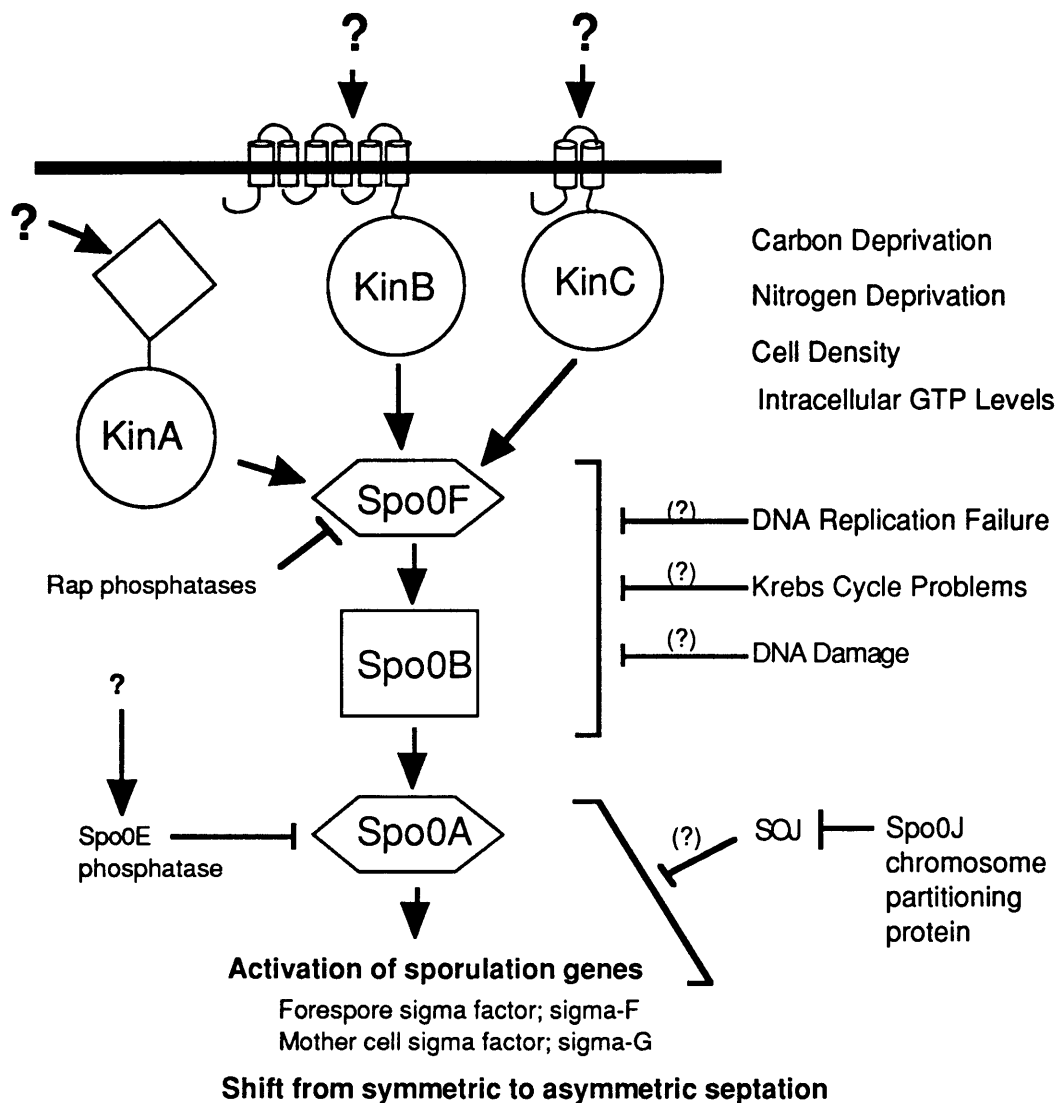 ?
?
?
KinB
KinC
KinA
Carbon Deprivation
Nitrogen Deprivation
Cell Density
Intracellular GTP Levels
Spo0F
Rap phosphatases
(?)
DNA Replication Failure
(?)
Krebs Cycle Problems
(?)
DNA Damage
Spo0B
?
Spo0E
phosphatase
Spo0A
(?)
SOJ
Spo0J
chromosome
partitioning
protein
Activation of sporulation genes
Forespore sigma factor; sigma-F
Mother cell sigma factor; sigma-G
Shift from symmetric to asymmetric septation